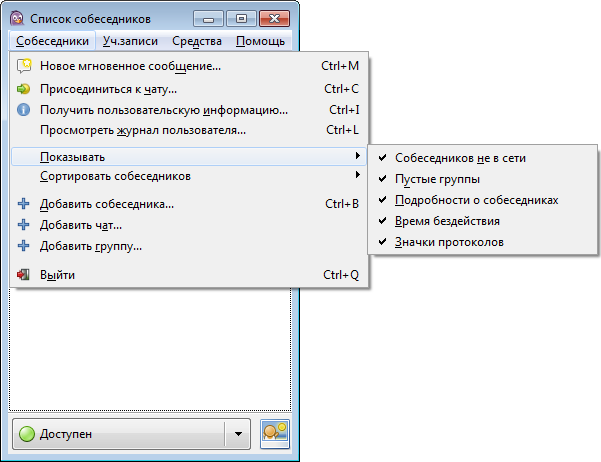 Список собеседников
Собеседники Уч.записи Средства Помощь
Новое мгновенное сообщение... Ctrl+M
Присоединиться к чату... Ctrl+C
Получить пользовательскую информацию... Ctrl+I
Просмотреть журнал пользователя... Ctrl+L
Показывать
Сортировать собеседников
Добавить собеседника... Ctrl+B
Добавить чат...
Добавить группу...
Выйти Ctrl+Q
Собеседников не в сети
Пустые группы
Подробности о собеседниках
Время бездействия
Значки протоколов
Доступен